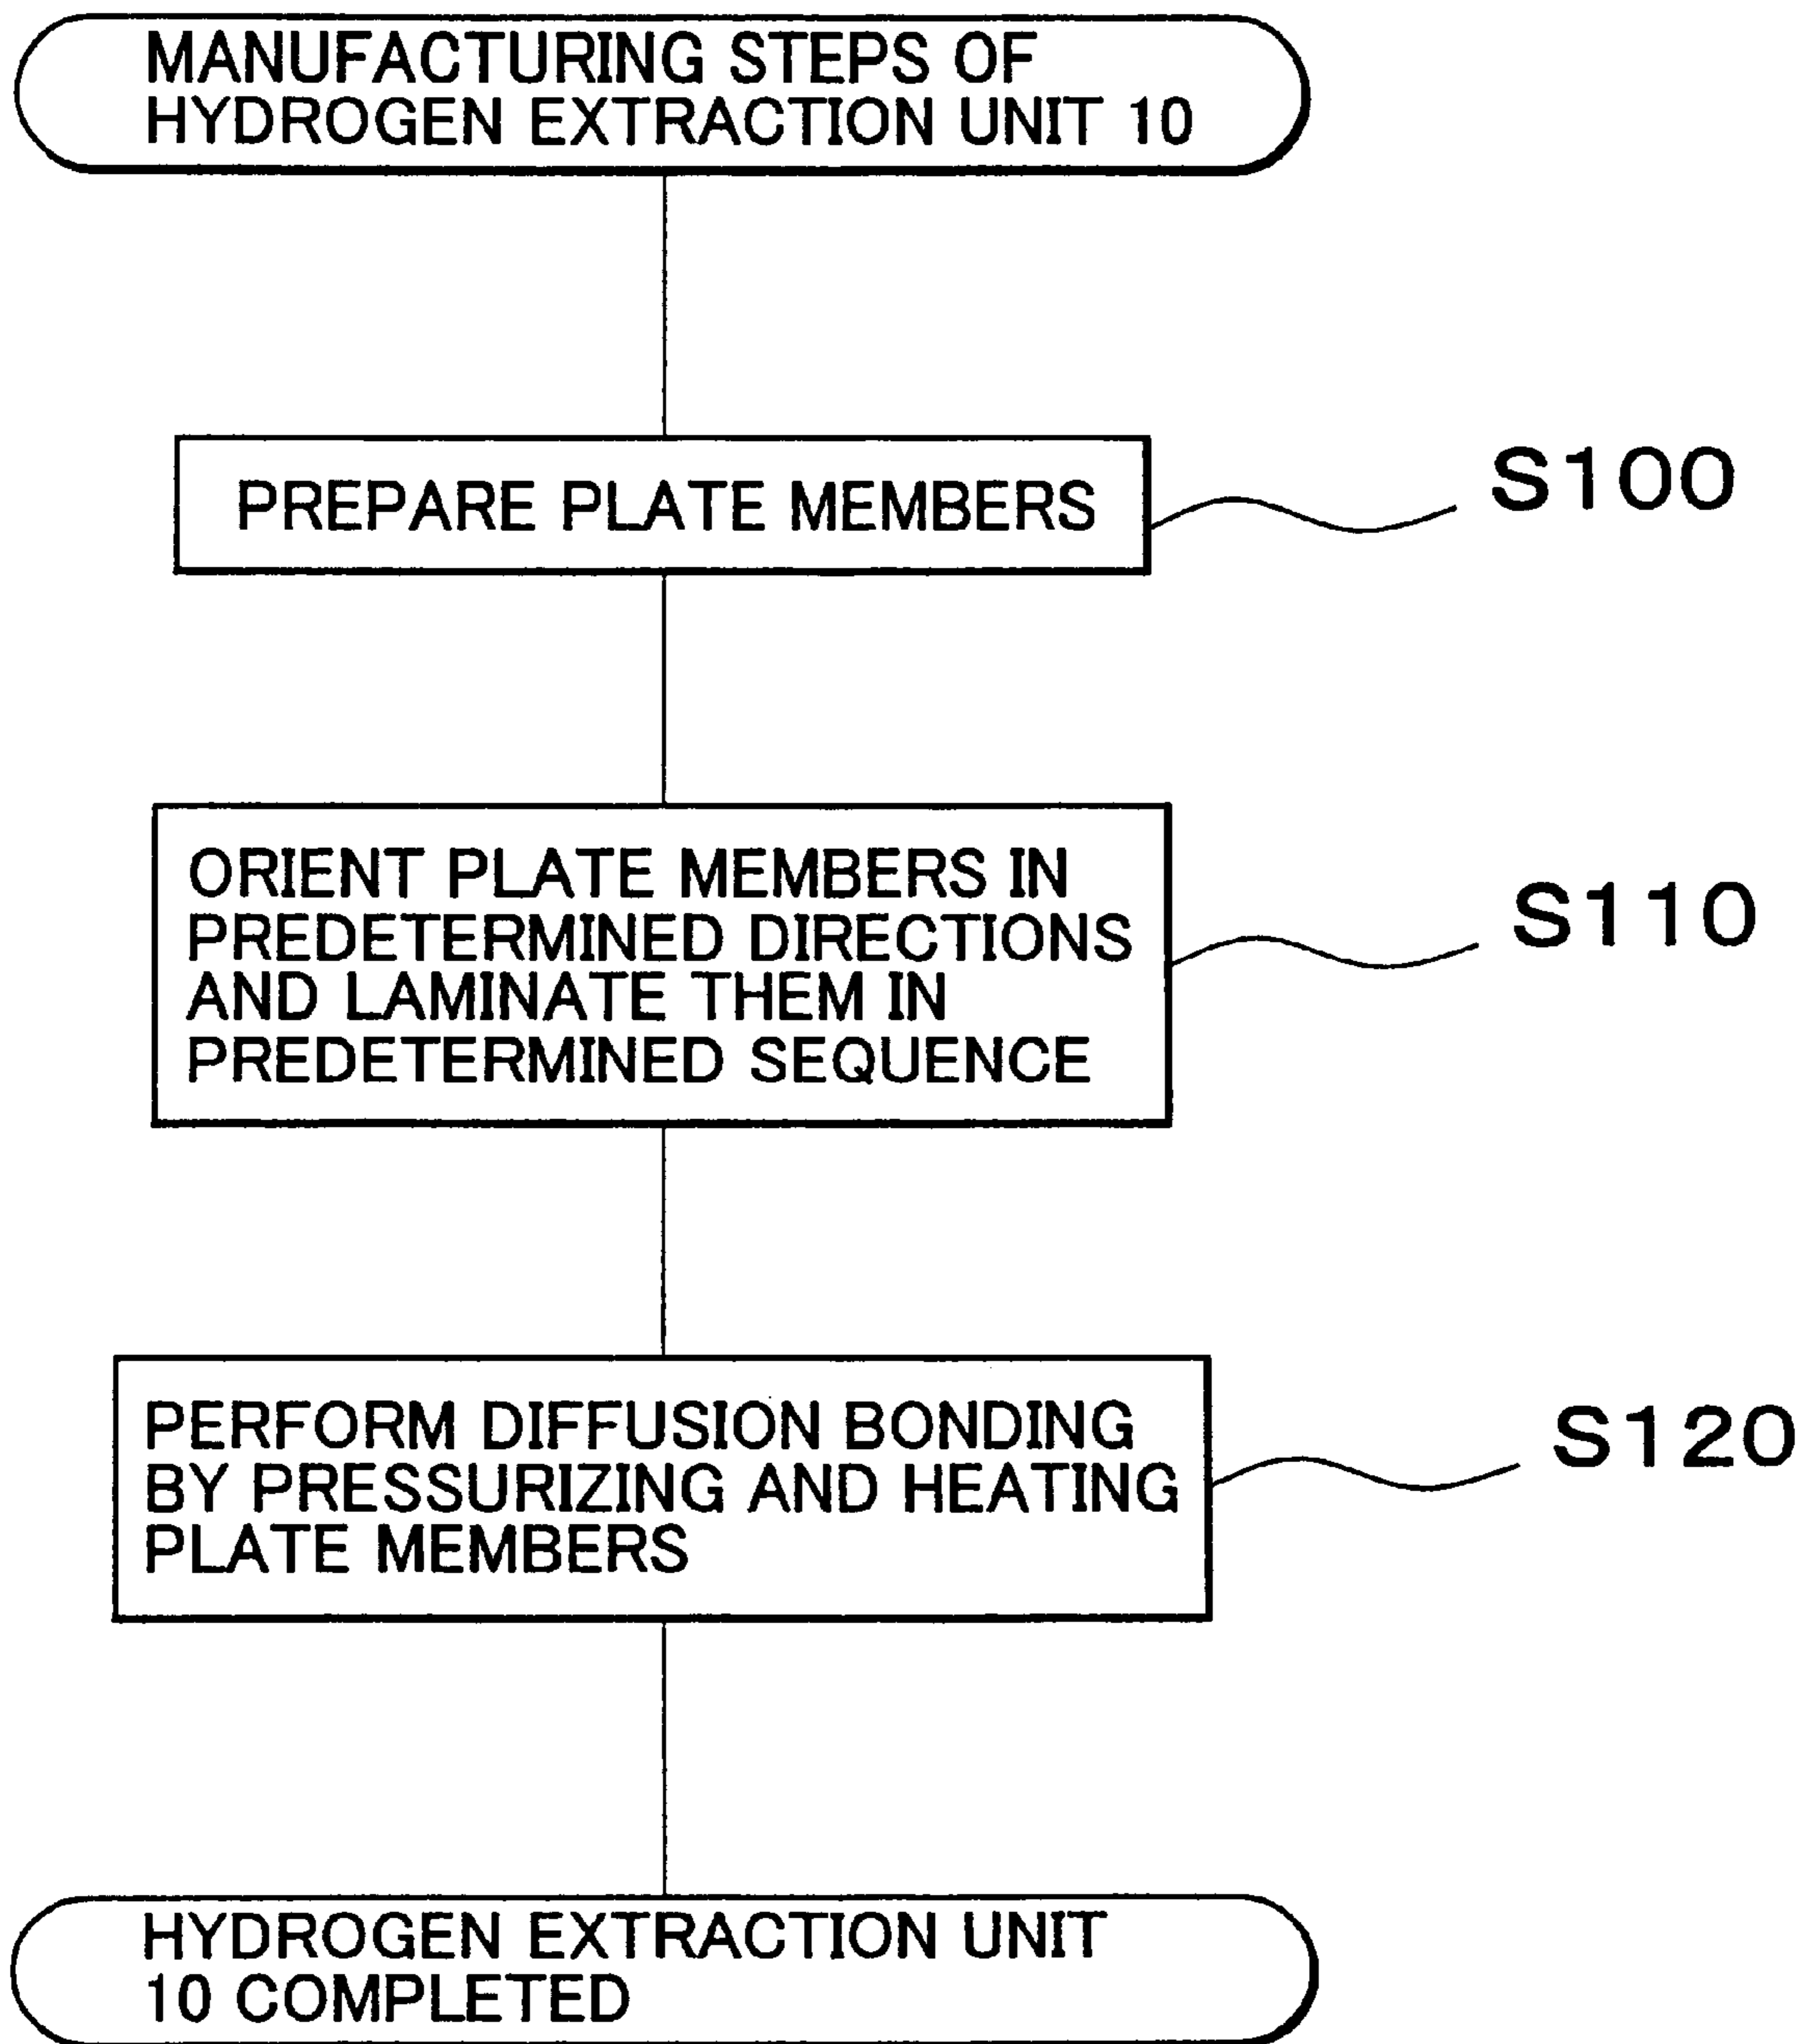 MANUFACTURING STEPS OF
HYDROGEN EXTRACTION UNIT 10
PREPARE PLATE MEMBERS
S100
ORIENT PLATE MEMBERS IN
PREDETERMINED DIRECTIONS
AND LAMINATE THEM IN
PREDETERMINED SEQUENCE
S110
PERFORM DIFFUSION BONDING
BY PRESSURIZING AND HEATING
PLATE MEMBERS
S120
HYDROGEN EXTRACTION UNIT
10 COMPLETED